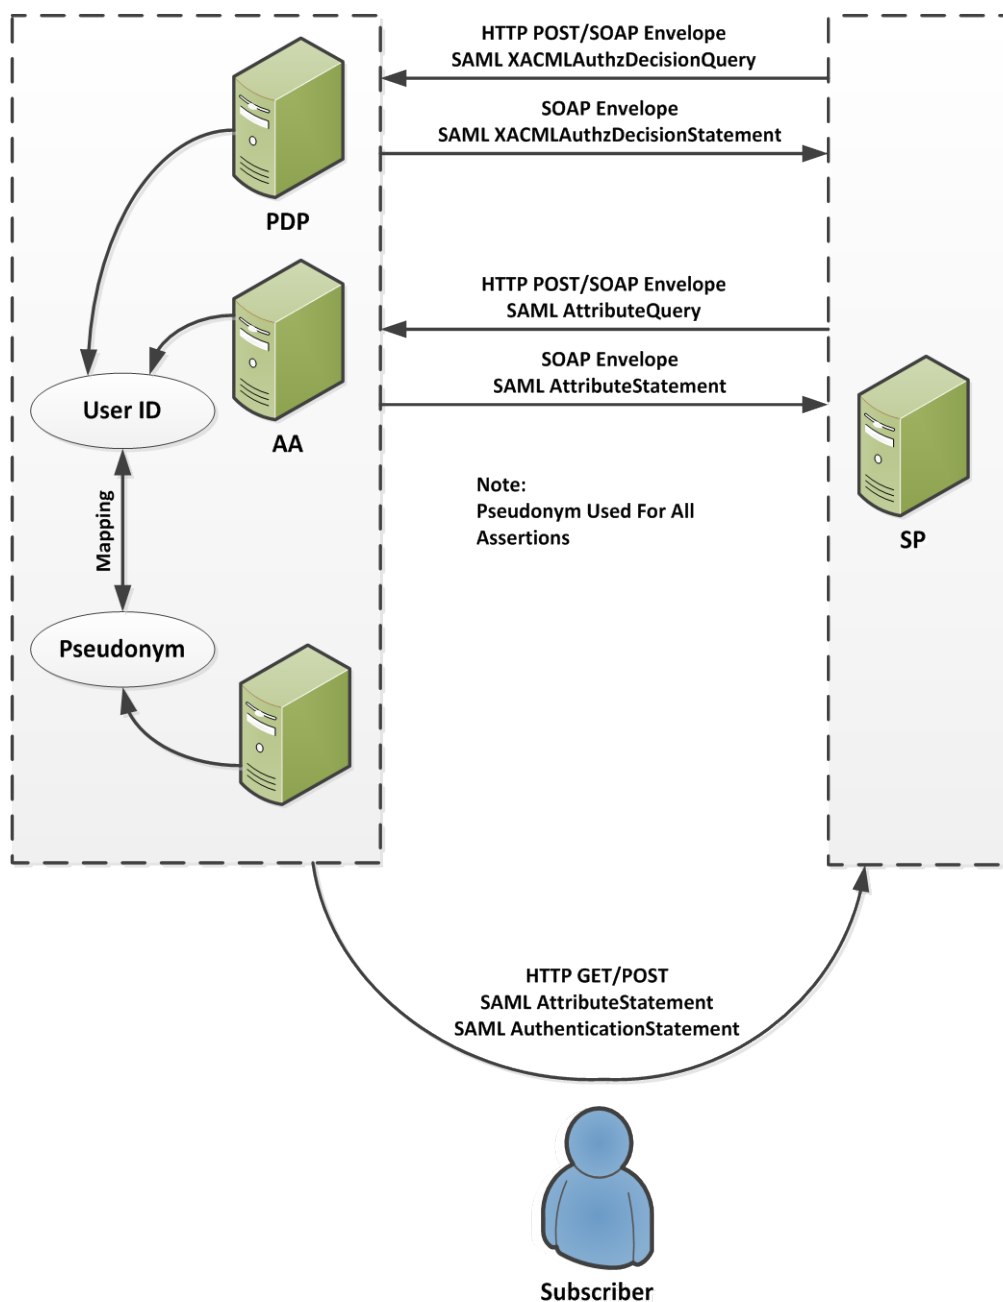 HTTP POST/SOAP Envelope
SAML XACMLAuthzDecisionQuery
SOAP Envelope
SAML XACMLAuthzDecisionStatement
PDP
HTTP POST/SOAP Envelope
SAML AttributeQuery
SOAP Envelope
SAML AttributeStatement
User ID
AA
Note:
Pseudonym Used For All
Assertions
SP
Mapping
Pseudonym
HTTP GET/POST
SAML AttributeStatement
SAML AuthenticationStatement
Subscriber